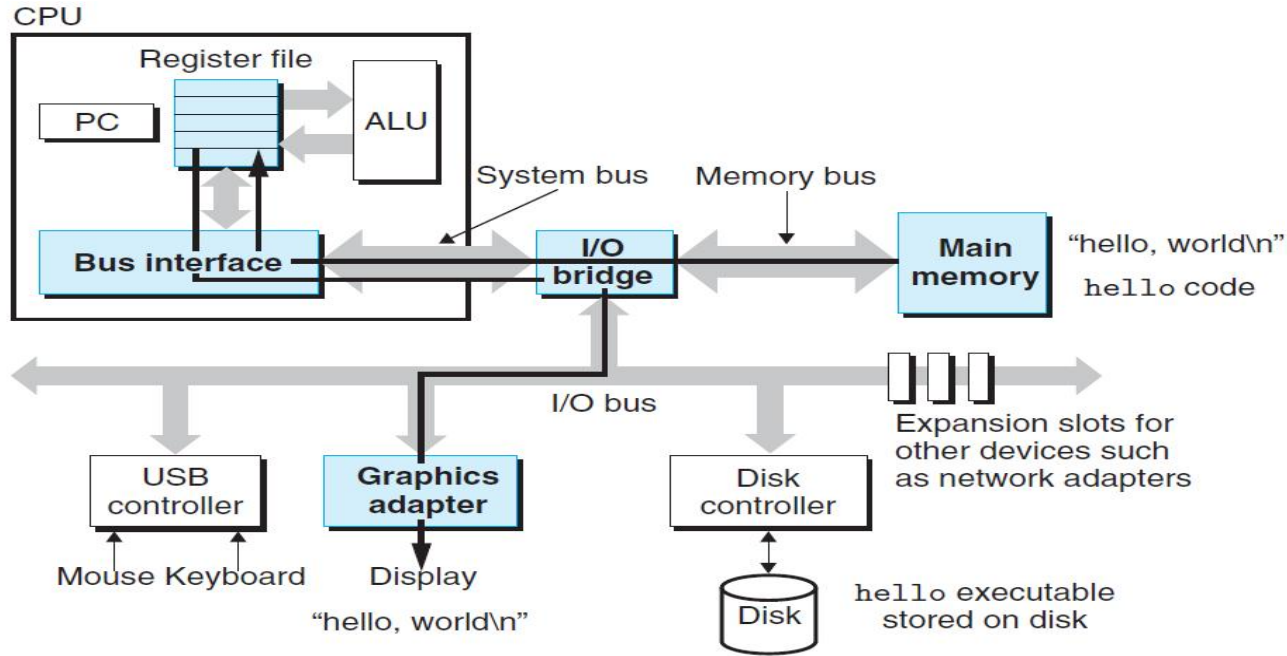 CPU
Register file
PC
ALU
System bus
Memory bus
Bus interface
I/O
bridge
Main
memory
“hello, world\n”
hello code
I/O bus
Expansion slots for
other devices such
as network adapters
USB
controller
Graphics
adapter
Disk
controller
Mouse Keyboard
Display
“hello, world\n”
Disk
hello executable
stored on disk